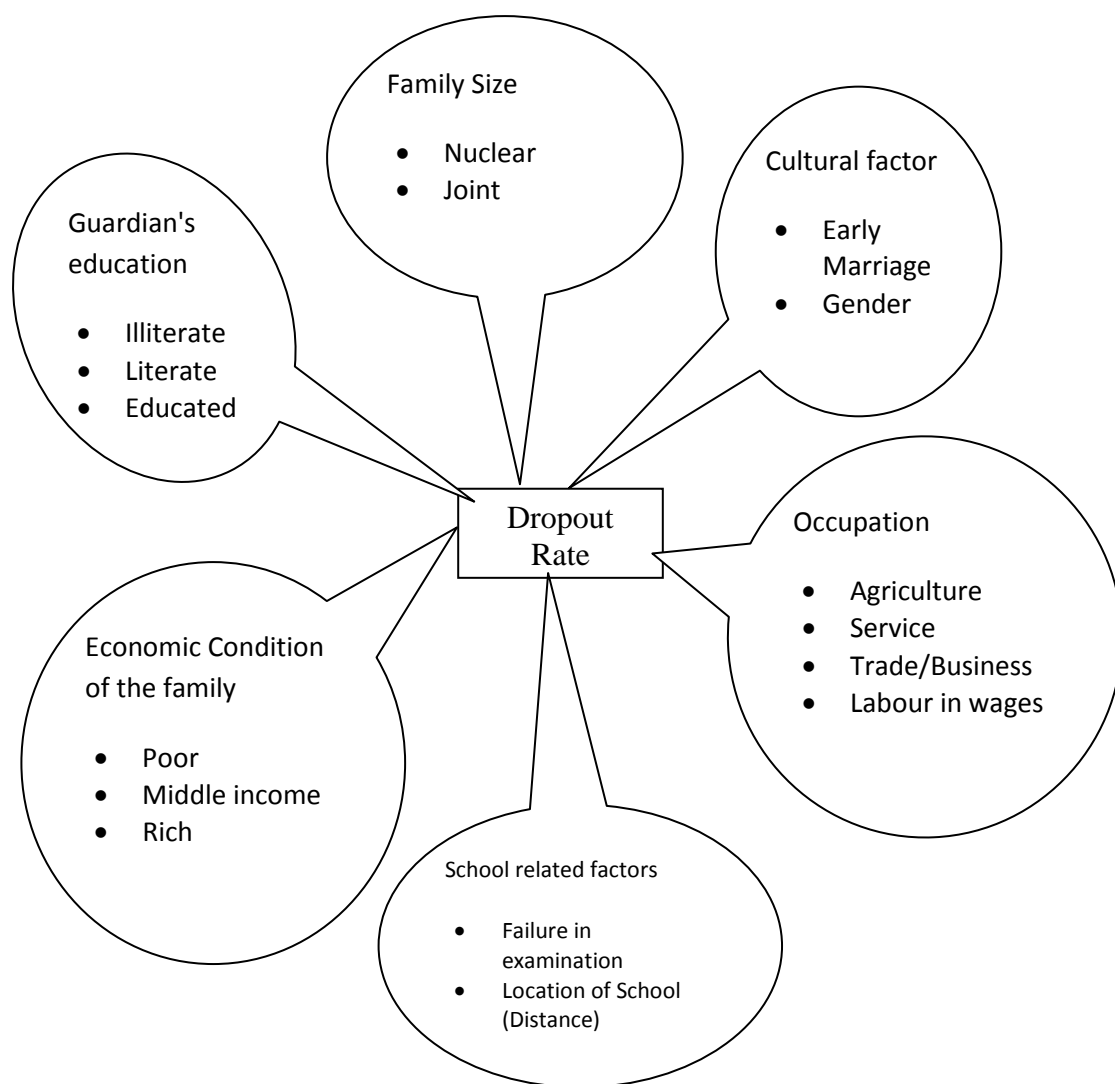 Family Size
• Nuclear
• Joint
Cultural factor
• Early
Marriage
• Gender
Guardian's
education
• Illiterate
• Literate
• Educated
Dropout
Rate
Occupation
• Agriculture
• Service
• Trade/Business
• Labour in wages
Economic Condition
of the family
• Poor
• Middle income
• Rich
School related factors
• Failure in
examination
• Location of School
(Distance)